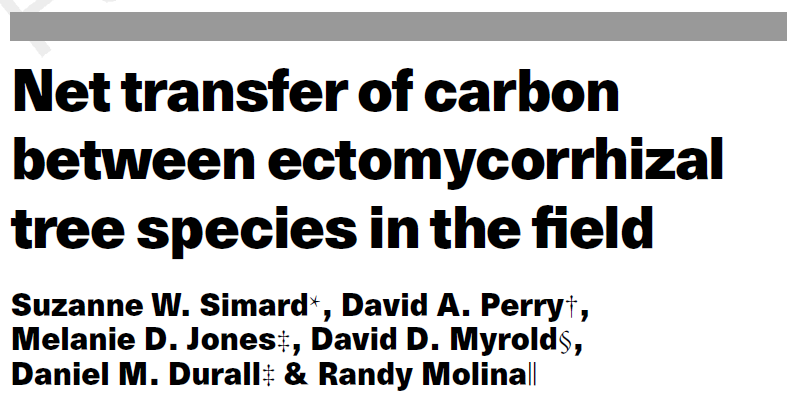 Net transfer of carbon
between ectomycorrhizal
tree species in the field
Suzanne W. Simard*, David A. Perry†,
Melanie D. Jones‡, David D. Myrold§,
Daniel M. Durall‡ & Randy Molina‖